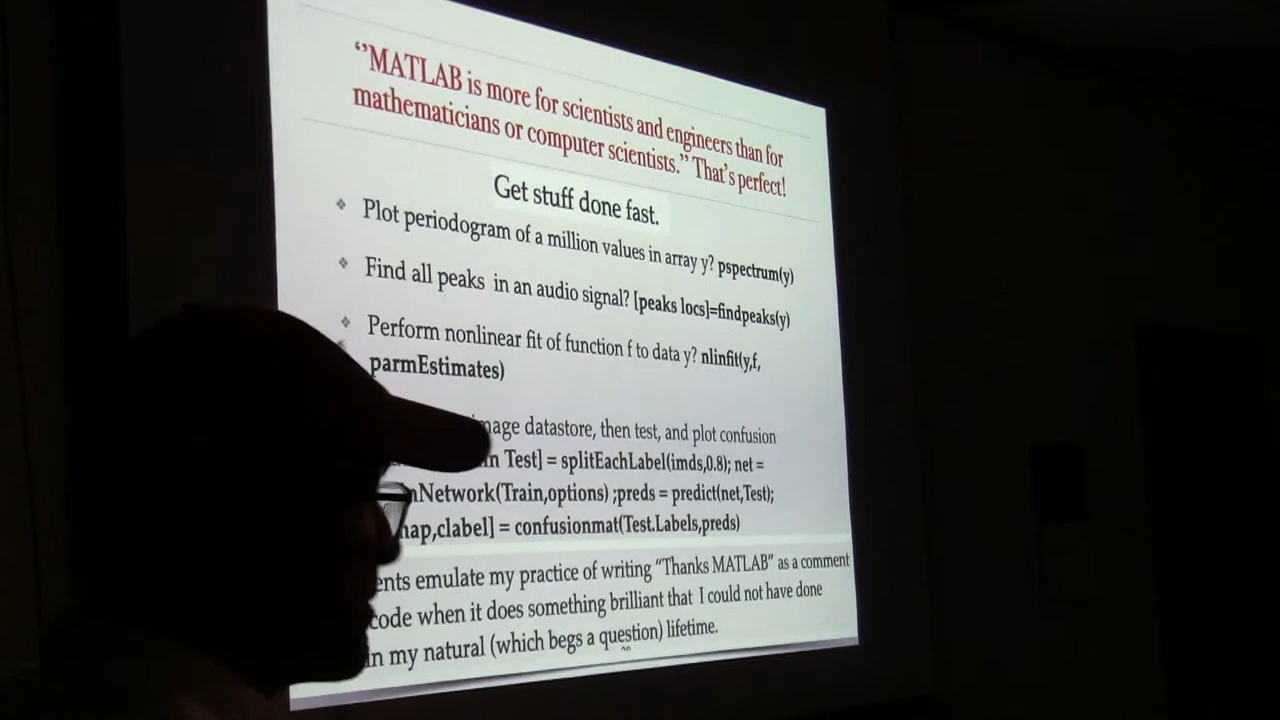 ‘’MATLAB is more for scientists and engineers than for
mathematicians or computer scientists.” That’s perfect!
Get stuff done fast.
Plot periodogram of a million values in array y? pspectrum(y)
Find all peaks in an audio signal? [peaks locs]=findpeaks(y)
Perform nonlinear fit of function f to data y? nlinfit(y,f,
parmEstimates)
datastore, then test, and plot confusion
Test] = splitEachLabel(imds,0.8); net =
Network(Train,options) ;preds = predict(net,Test);
,clabel] = confusionmat(Test.Labels,preds)
emulate my practice of writing “Thanks MATLAB” as a comment
code when it does something brilliant that I could not have done
in my natural (which begs a question) lifetime.